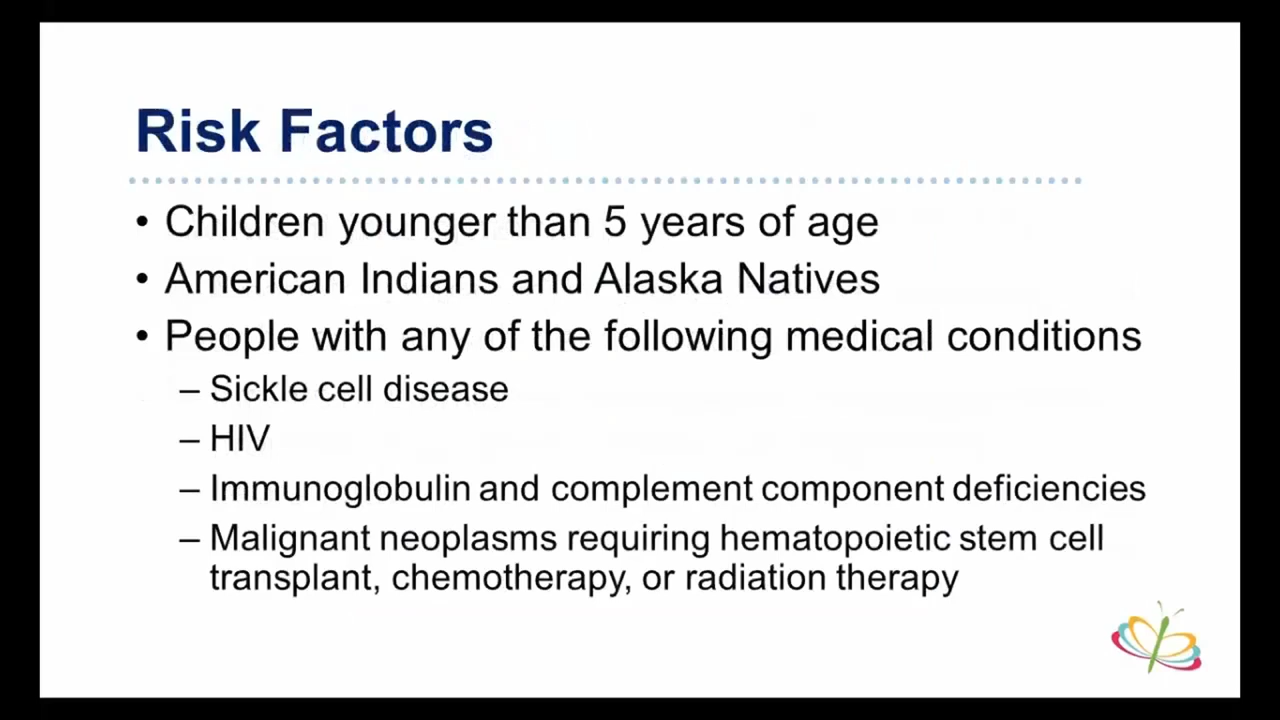 Risk Factors
• Children younger than 5 years of age
• American Indians and Alaska Natives
• People with any of the following medical conditions
– Sickle cell disease
– HIV
– Immunoglobulin and complement component deficiencies
– Malignant neoplasms requiring hematopoietic stem cell
transplant, chemotherapy, or radiation therapy